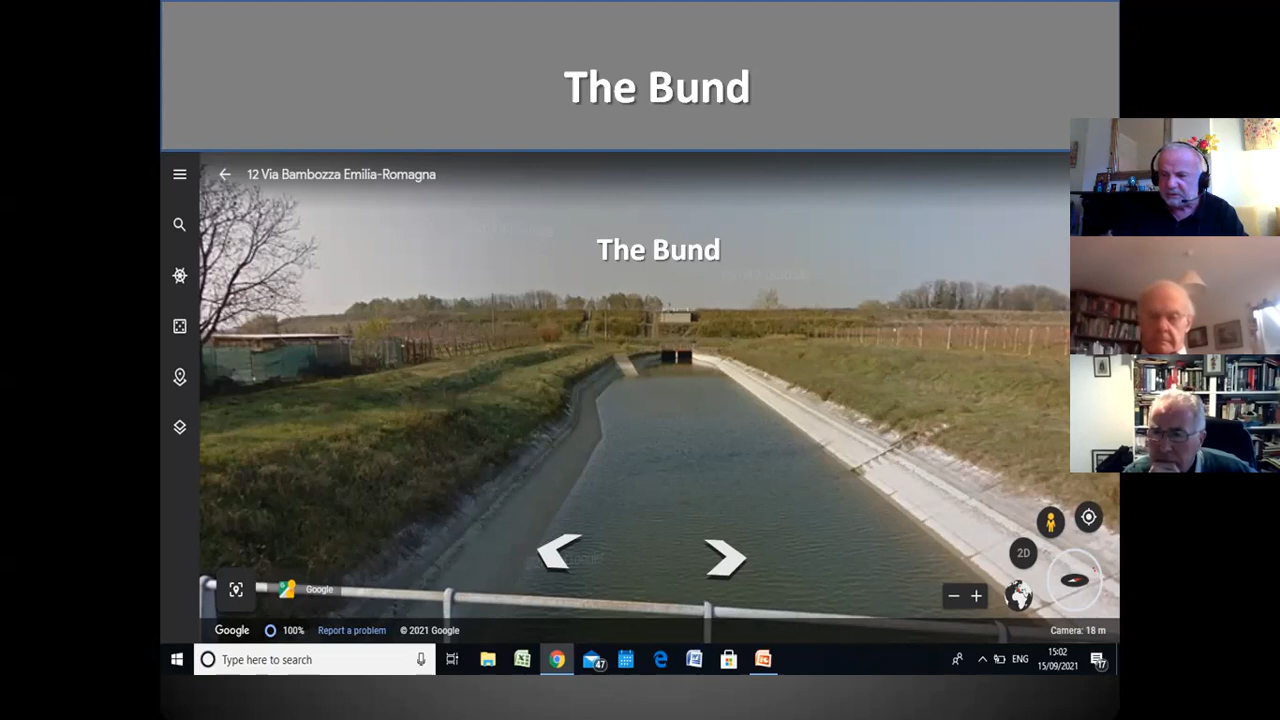 The Bund
12 Via Bambozza Emilia-Romagna
The Bund
2D
Google
Google
100%
Report a problem
© 2021 Google
Camera: 18 m
Type here to search
47
ENG
15:02
15/09/2021
17